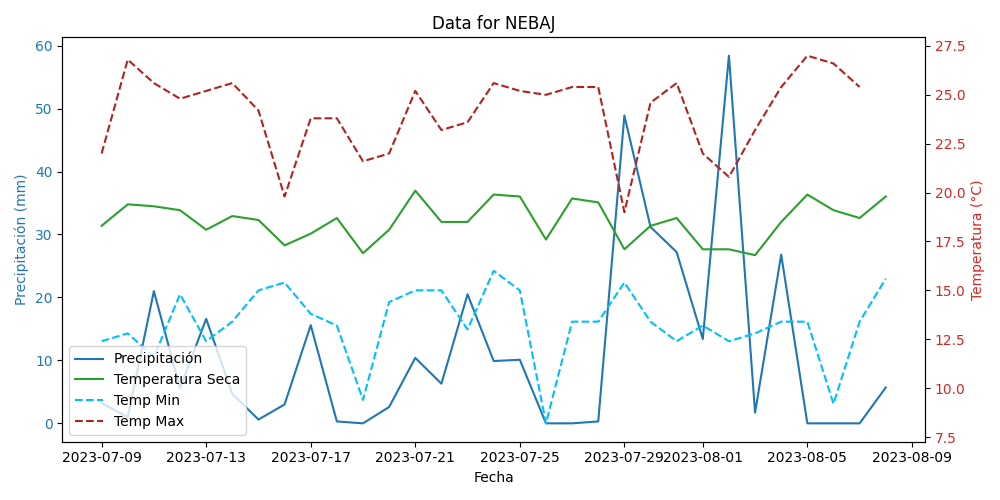 Data for NEBAJ
60
50
40
30
20
10
0
Precipitación (mm)
27.5
25.0
22.5
20.0
17.5
15.0
12.5
10.0
7.5
Temperatura (°C)
Precipitación
Temperatura Seca
Temp Min
Temp Max
2023-07-09 2023-07-13 2023-07-17 2023-07-21 2023-07-25 2023-07-29 2023-08-01 2023-08-05 2023-08-09
Fecha